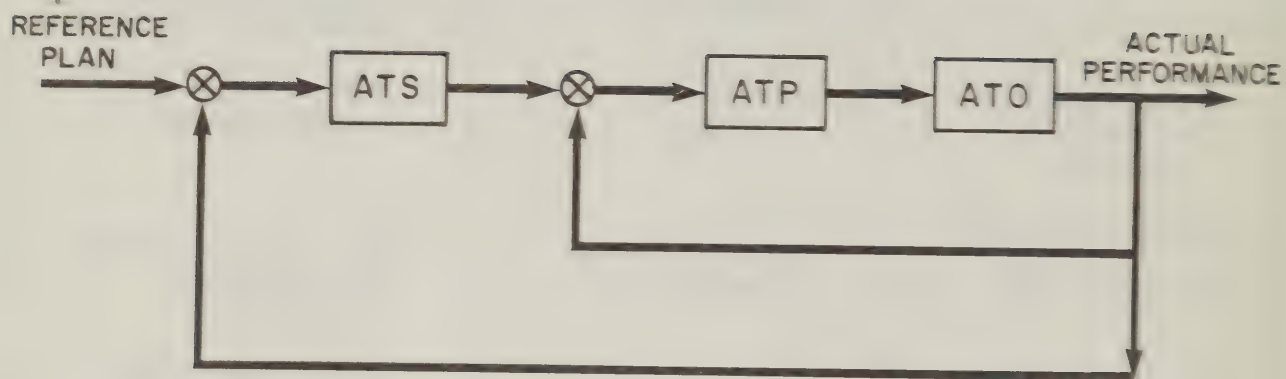 REFERENCE
PLAN
ATS
ATP
ATO
ACTUAL
PERFORMANCE